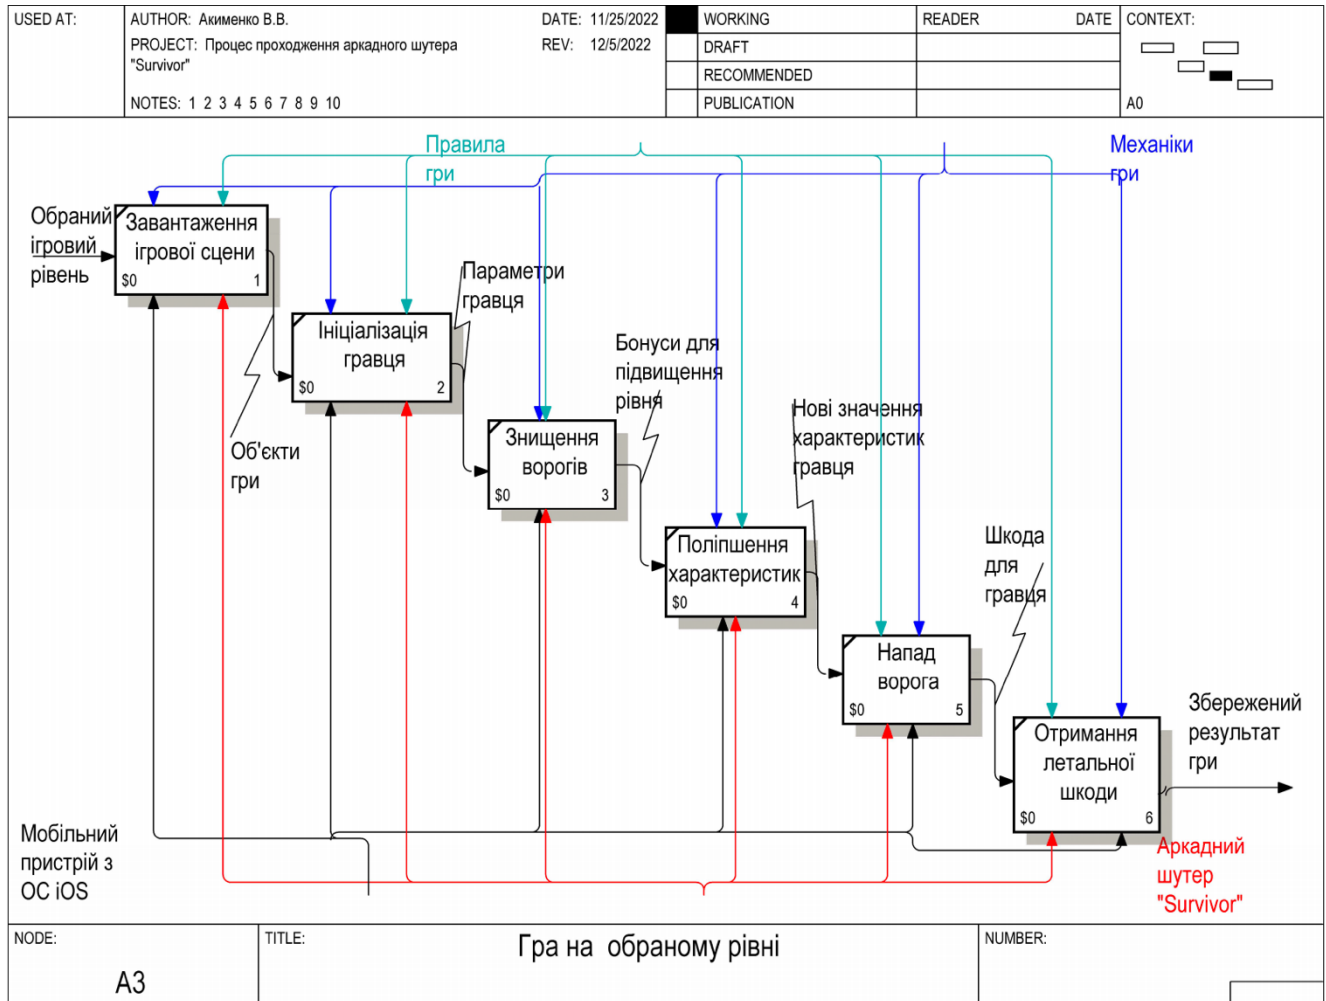 USED AT:
AUTHOR: Акименко В.В.
DATE: 11/25/2022
PROJECT: Процес проходження аркадного шутера
"Survivor"
REV: 12/5/2022
NOTES: 1 2 3 4 5 6 7 8 9 10
WORKING
DRAFT
RECOMMENDED
PUBLICATION
READER
DATE
CONTEXT:
A0
Правила
гри
Механіки
гри
Обраний
ігровий
рівень
Завантаження
ігрової сцени
$0 1
Параметри
гравця
Ініціалізація
гравця
$0 2
Об'єкти
гри
Бонуси для
підвищення
рівня
Знищення
ворогів
$0 3
Нові значення
характеристик
гравця
Поліпшення
характеристик
$0 4
Шкода
для
гравця
Напад
ворога
$0 5
Збережений
результат
гри
Отримання
летальної
шкоди
$0 6
Мобільний
пристрій з
ОС iOS
Аркадний
шутер
"Survivor"
NODE:
A3
TITLE:
Гра на обраному рівні
NUMBER: